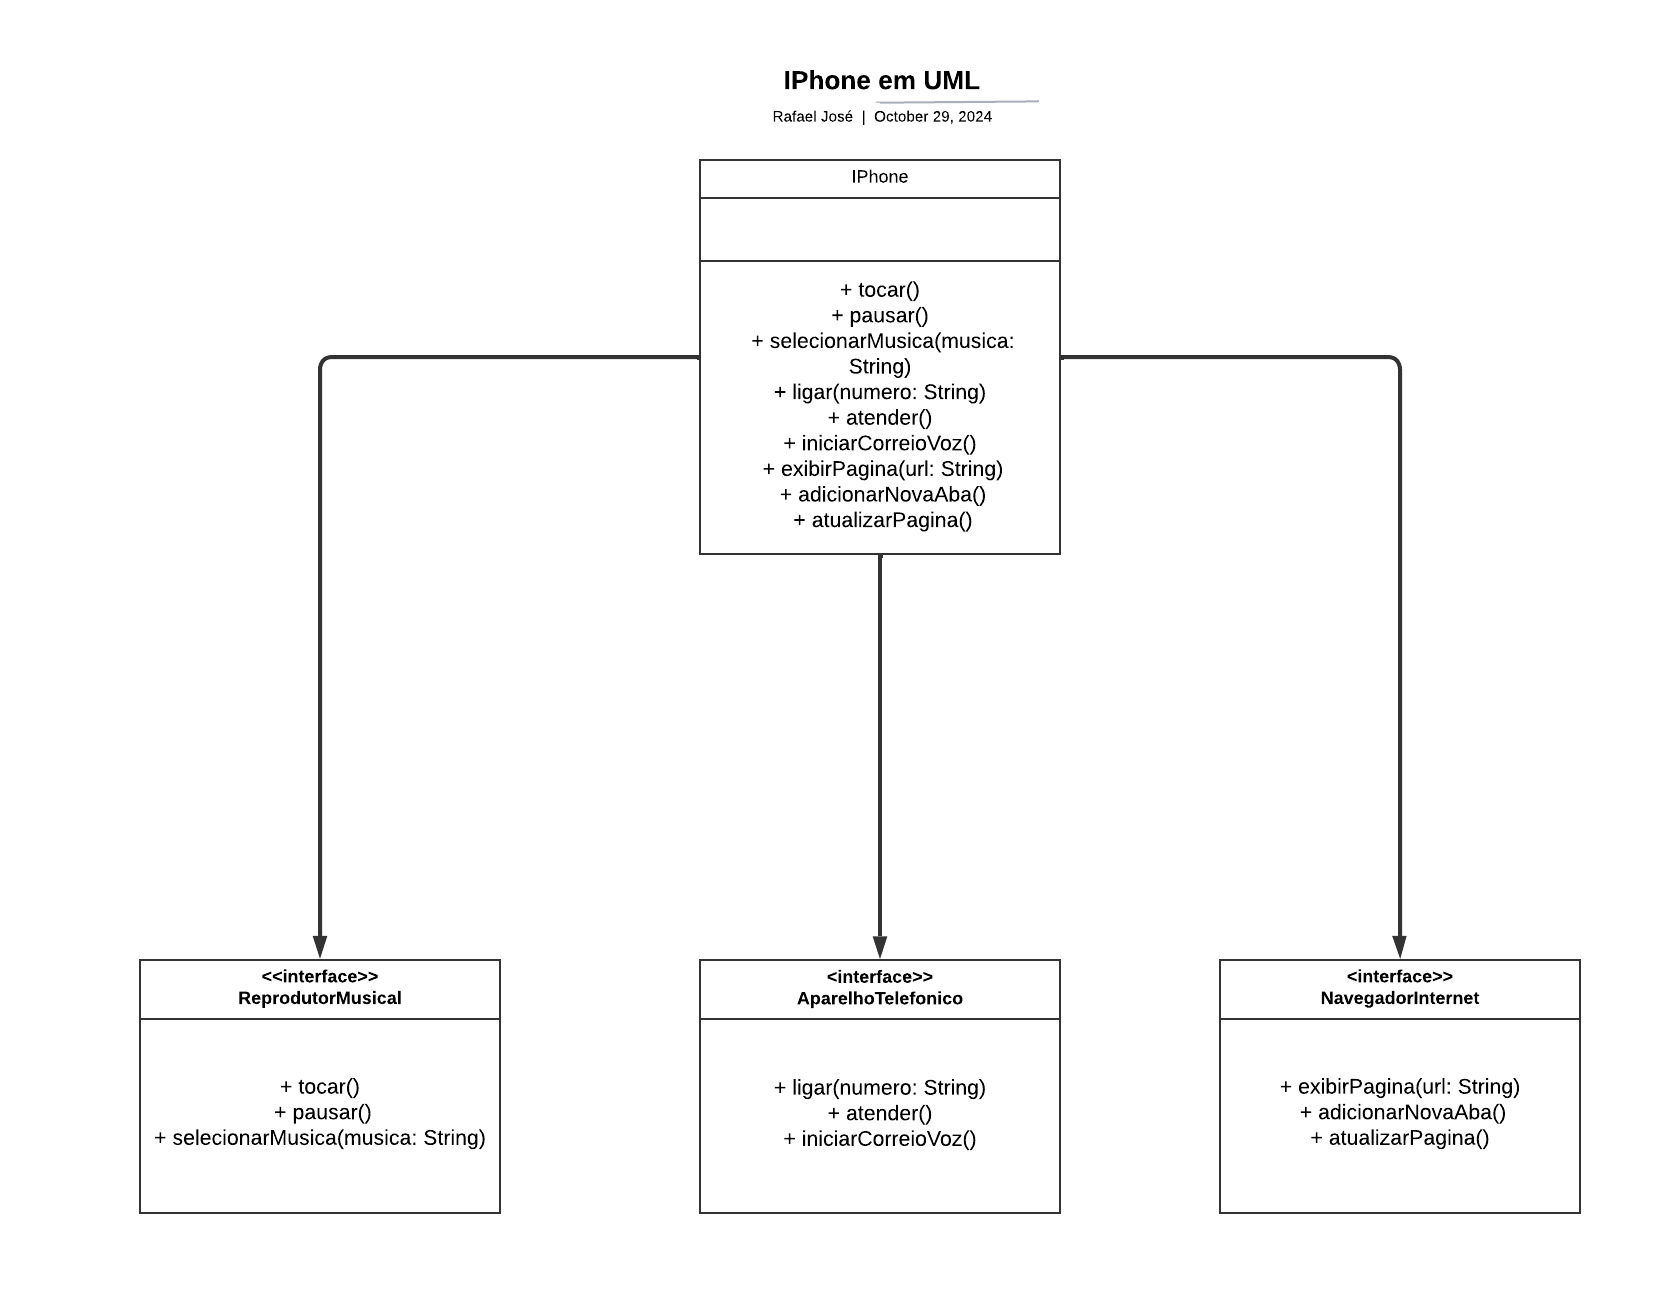 IPhone em UML
Rafael José | October 29, 2024
IPhone
+ tocar()
+ pausar()
+ selecionarMusica(musica:
String)
+ ligar(numero: String)
+ atender()
+ iniciarCorreioVoz()
+ exibirPagina(url: String)
+ adicionarNovaAba()
+ atualizarPagina()
<<interface>>
ReprodutorMusical
+ tocar()
+ pausar()
+ selecionarMusica(musica: String)
<interface>>
AparelhoTelefonico
+ ligar(numero: String)
+ atender()
+ iniciarCorreioVoz()
<interface>>
NavegadorInternet
+ exibirPagina(url: String)
+ adicionarNovaAba()
+ atualizarPagina()